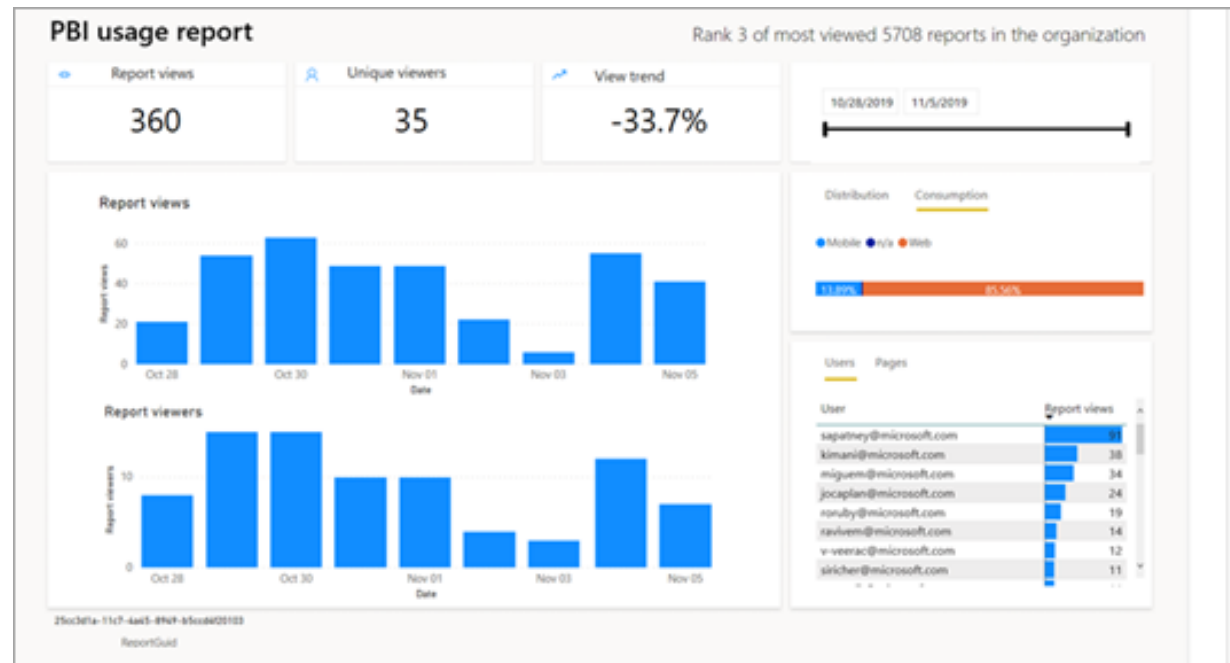 PBI usage report
Rank 3 of most viewed 5708 reports in the organization
Report views
360
Unique viewers
35
View trend
-33.7%
10/28/2019 11/5/2019
Report views
Report views
60
40
20
0
Oct 28 Oct 30 Nov 01 Nov 03 Nov 05
Date
Report viewers
Report viewers
10
0
Oct 28 Oct 30 Nov 01 Nov 03 Nov 05
Date
Distribution Consumption
Mobile n/a Web
13.89% 85.56%
Users Pages
User Report views
sapatney@microsoft.com 91
kimani@microsoft.com 38
miguem@microsoft.com 34
jocaplan@microsoft.com 24
roruby@microsoft.com 19
ravivem@microsoft.com 14
v-veerac@microsoft.com 12
siricher@microsoft.com 11
ReportGuid